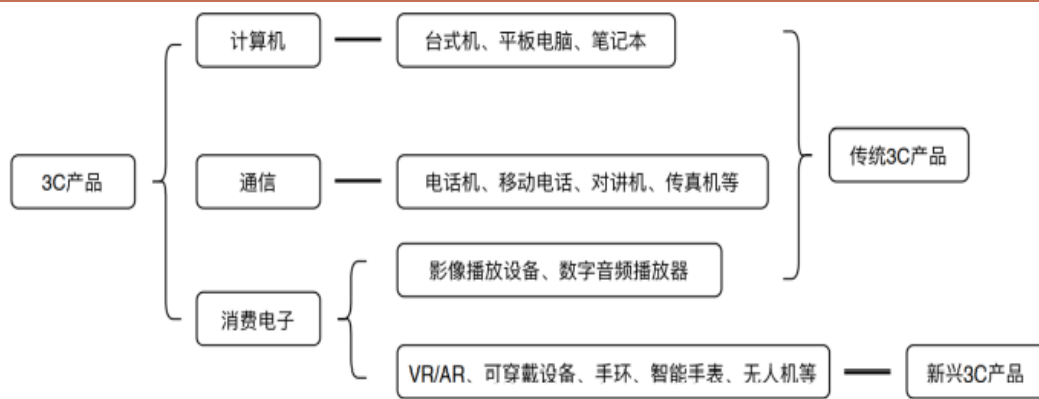 计算机
台式机、平板电脑、笔记本
传统3C产品
3C产品
通信
电话机、移动电话、对讲机、传真机等
影像播放设备、数字音频播放器
消费电子
VR/AR、可穿戴设备、手环、智能手表、无人机等
新兴3C产品